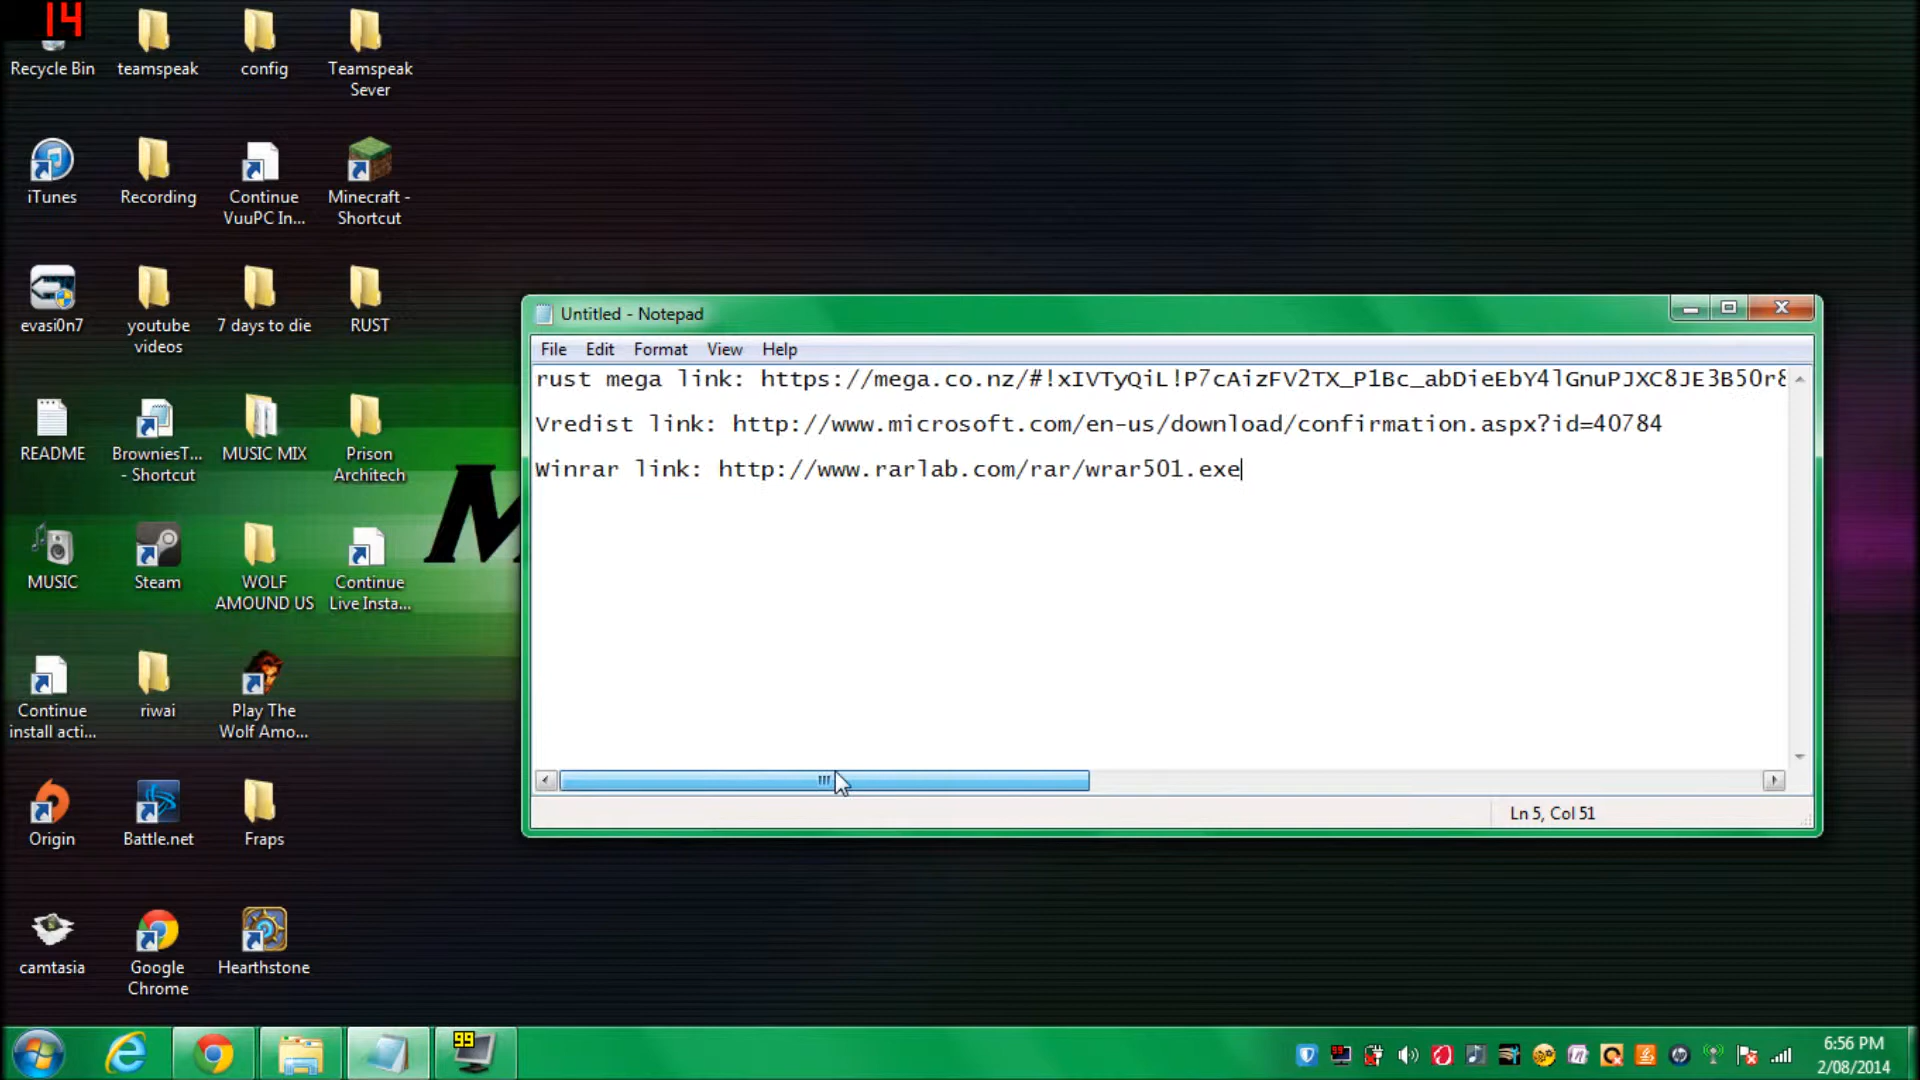 14
Recycle Bin
teamspeak
config
Teamspeak
Sever
iTunes
Recording
Continue
VuuPC In...
Minecraft -
Shortcut
evasi0n7
youtube
videos
7 days to die
RUST
README
BrowniesT...
- Shortcut
MUSIC MIX
Prison
Architech
MUSIC
Steam
WOLF
AMOUND US
Continue
Live Insta...
Continue
install acti...
riwai
Play The
Wolf Amo...
Origin
Battle.net
Fraps
camtasia
Google
Chrome
Hearthstone
Untitled - Notepad
File Edit Format View Help
rust mega link: https://mega.co.nz/#!xIVTyQiL!P7cAizFV2TX_P1Bc_abDieEbY4lGnuPJXC8JE3B5Or8
Vredist link: http://www.microsoft.com/en-us/download/confirmation.aspx?id=40784
Winrar link: http://www.rarlab.com/rar/wrar501.exe
Ln 5, Col 51
99
6:56 PM
2/08/2014